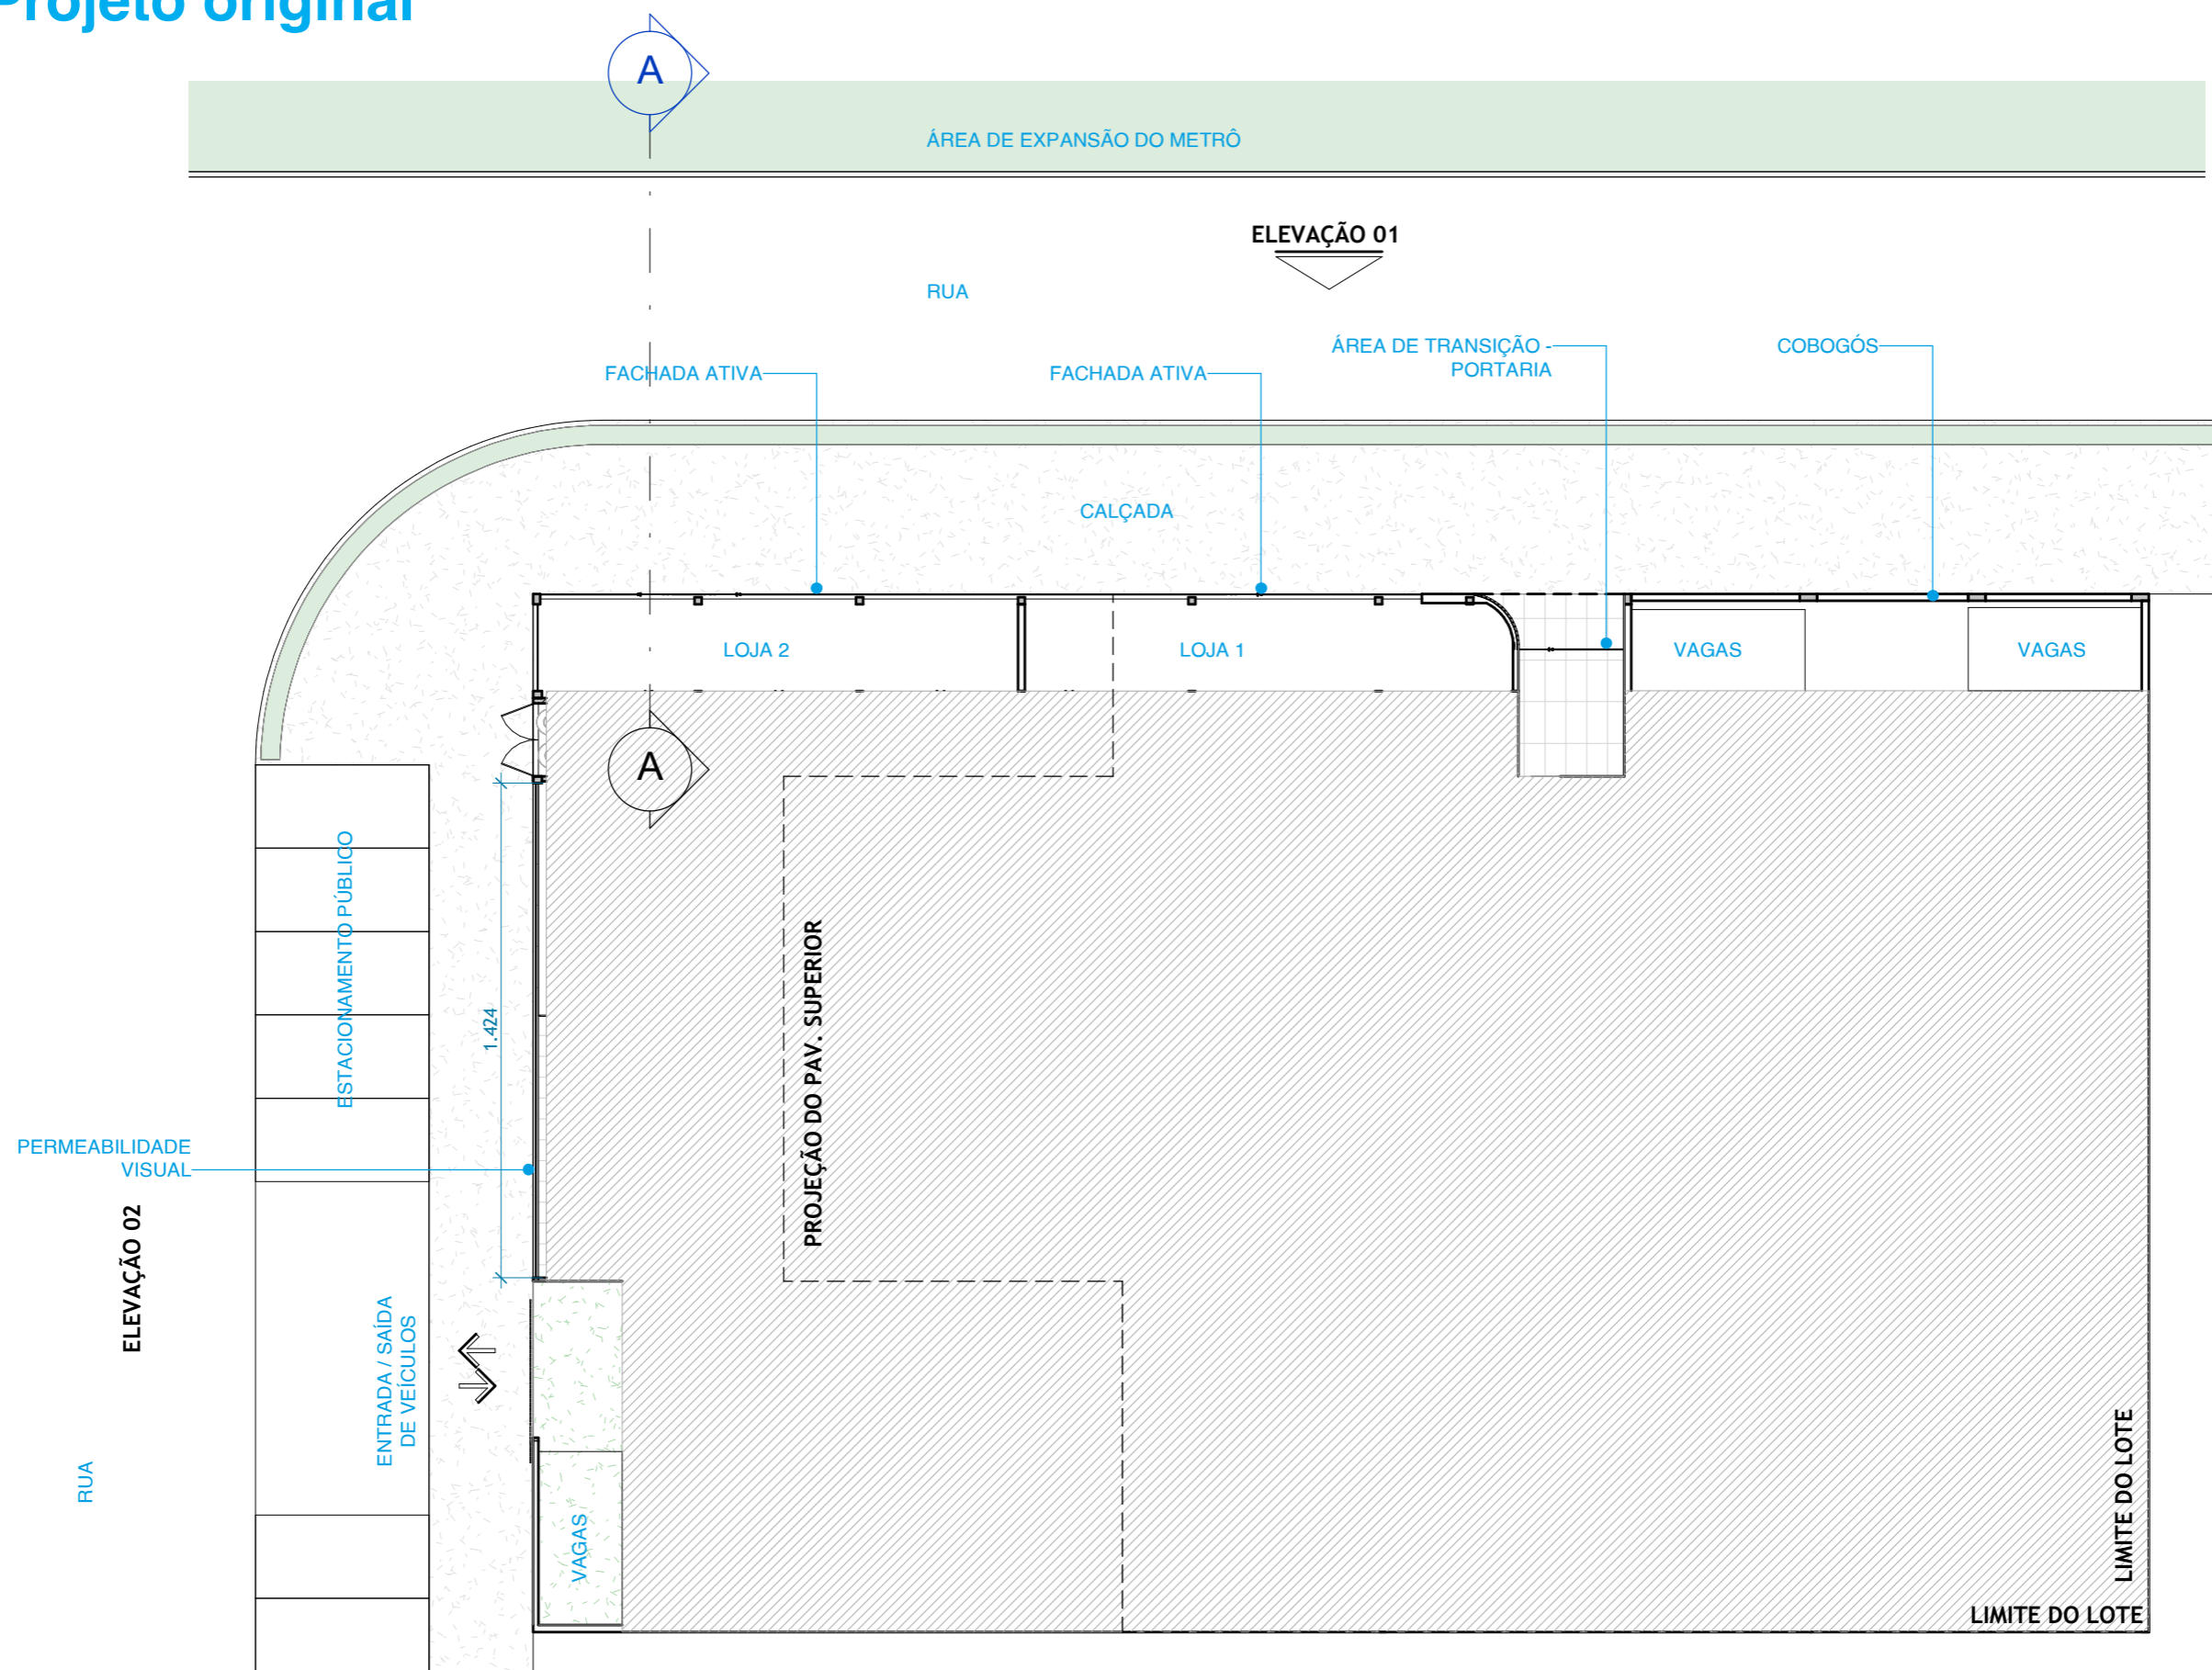 Projeto original
A
ÁREA DE EXPANSÃO DO METRÔ
ELEVAÇÃO 01
RUA
ÁREA DE TRANSIÇÃO -
PORTARIA
COBOGÓS
FACHADA ATIVA
FACHADA ATIVA
CALÇADA
LOJA 2
LOJA 1
VAGAS
VAGAS
A
ESTACIONAMENTO PÚBLICO
1.424
PROJEÇÃO DO PAV. SUPERIOR
PERMEABILIDADE
VISUAL
ELEVAÇÃO 02
ENTRADA / SAÍDA
DE VEÍCULOS
RUA
VAGAS
LIMITE DO LOTE
LIMITE DO LOTE